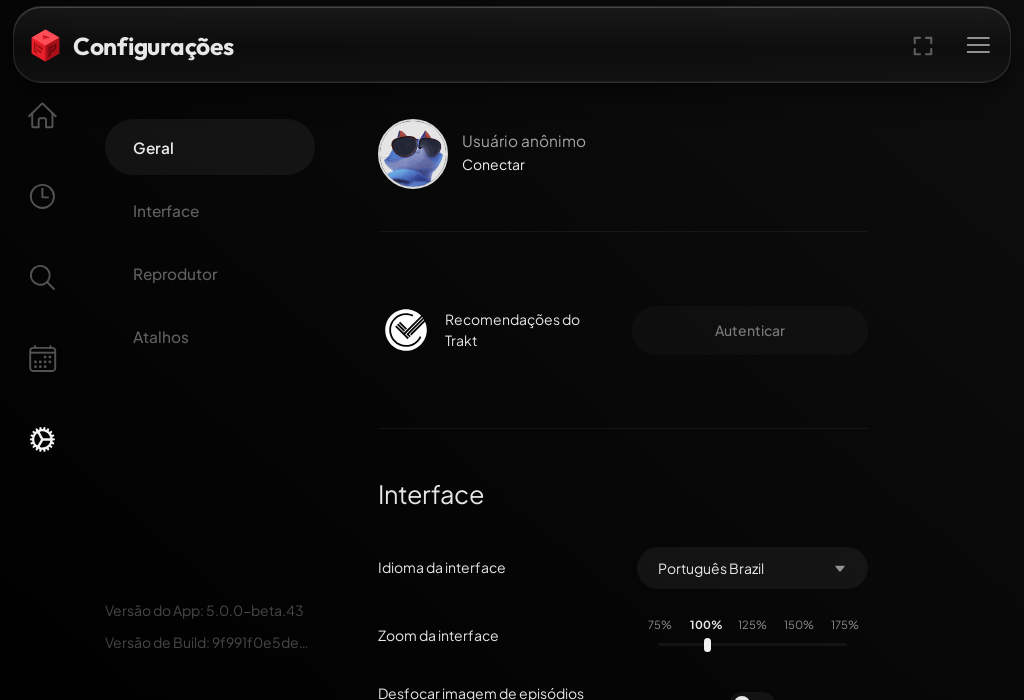 Configurações
Geral
Interface
Reprodutor
Atalhos
Versão do App: 5.0.0-beta.43
Versão de Build: 9f991f0e5de...
Usuário anônimo
Conectar
Recomendações do
Trakt
Autenticar
Interface
Idioma da interface
Português Brazil
Zoom da interface
75% 100% 125% 150% 175%
Desfocar imagem de episódios